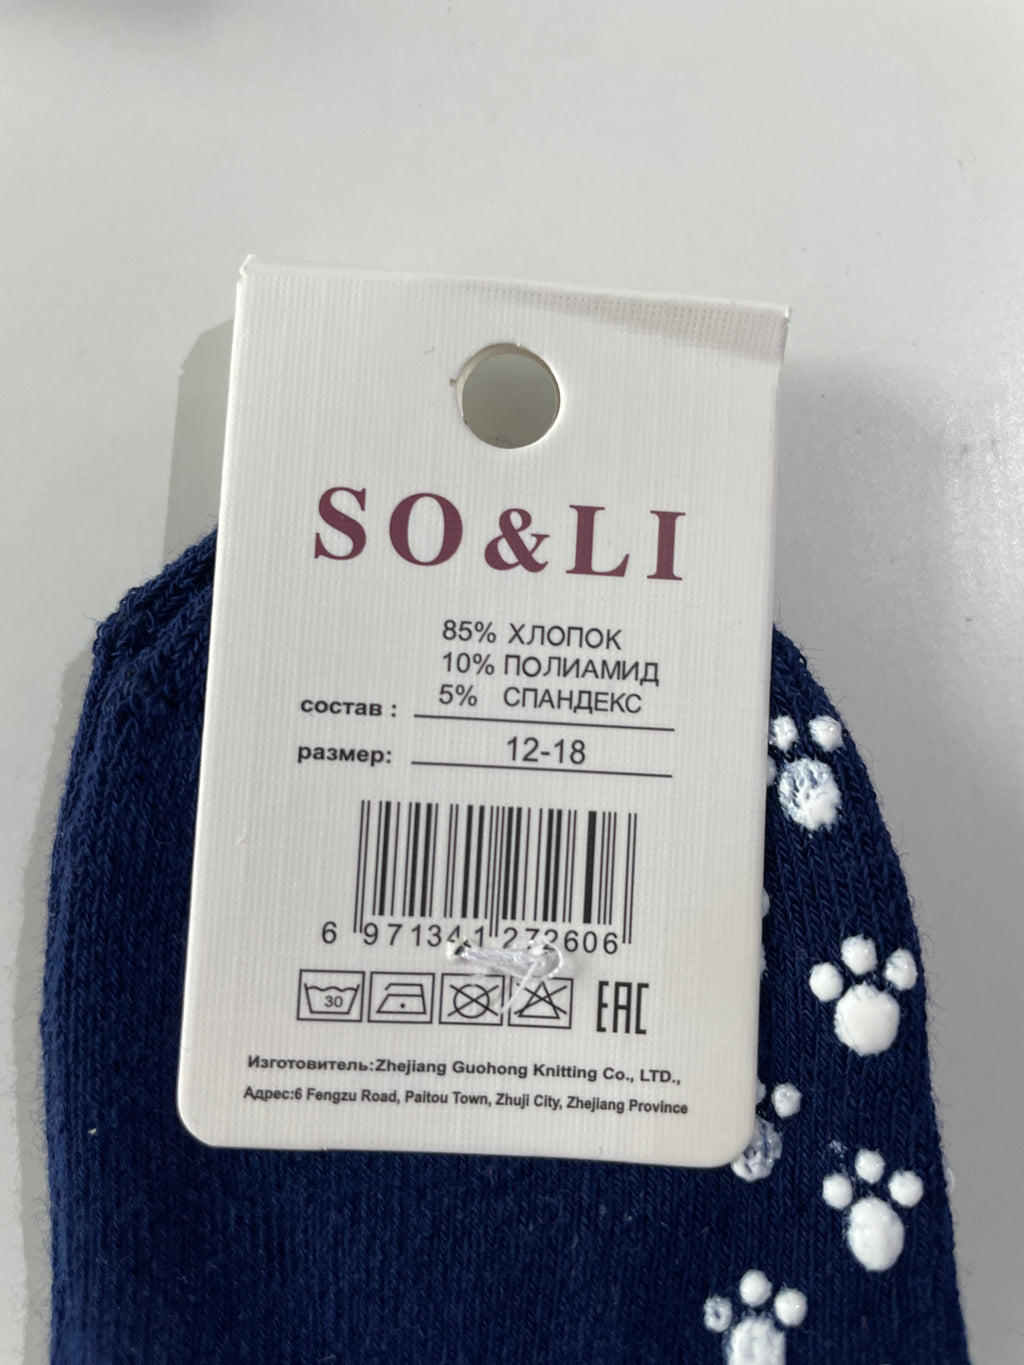 SO&LI
85% ХЛОПОК
10% ПОЛИАМИД
состав : 5% СПАНДЕКС
размер: 12-18
6 971341 272606
30 EAC
Изготовитель:Zhejiang Guohong Knitting Co., LTD.,
Адрес:6 Fengzu Road, Paitou Town, Zhuji City, Zhejiang Province